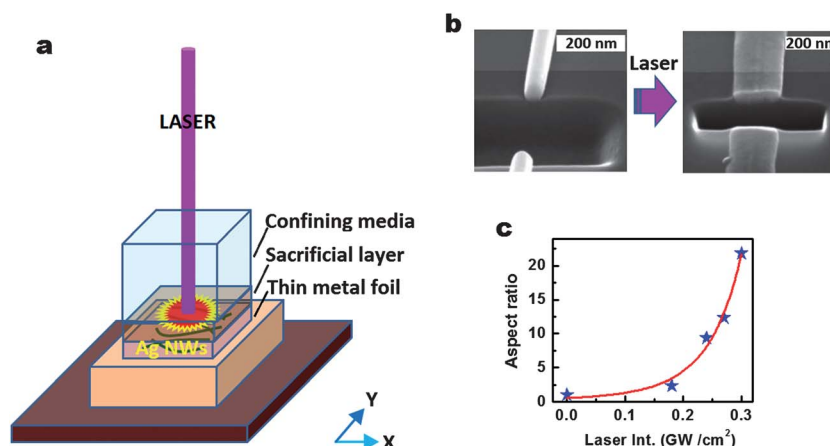 a
LASER
Confining media
Sacrificial layer
Thin metal foil
Ag NWs
Y
X
b
200 nm
Laser
200 nm
c
Aspect ratio
25
20
15
10
5
0
0.0
0.1
0.2
0.3
Laser Int. (GW /cm²)